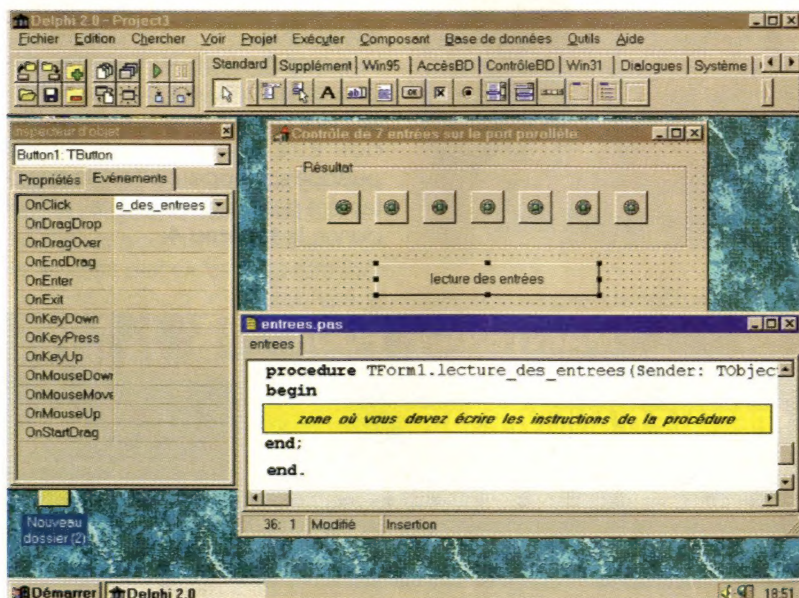 Delphi 2.0 - Project3
Fichier Edition Chercher Voir Projet Exécuter Composant Base de données Outils Aide
Standard Supplément Win95 AccèsBD ContrôleBD Win31 Dialogues Système
Inspecteur d'objet
Button1: TButton
Propriétés Evénements
OnClick e_des_entrees
OnDragDrop
OnDragOver
OnEndDrag
OnEnter
OnExit
OnKeyDown
OnKeyPress
OnKeyUp
OnMouseDown
OnMouseMove
OnMouseUp
OnStartDrag
Contrôle de 7 entrées sur le port parallèle
Résultat
lecture des entrées
entrees.pas
entrees
procedure TForm1.lecture_des_entrees(Sender: TObjec
begin
zone où vous devez écrire les instructions de la procédure
end;
end.
36: 1 Modifié Insertion
Nouveau
dossier (2)
Démarrer Delphi 2.0 18:51